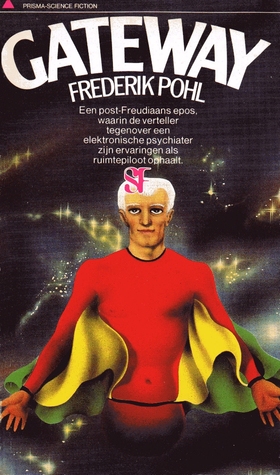 PRISMA-SCIENCE FICTION
GATEWAY
FREDERIK POHL
Een post-Freudiaans epos,
waarin de verteller
tegenover een
elektronische psychiater
zijn ervaringen als
ruimtepiloot ophaalt.
SF